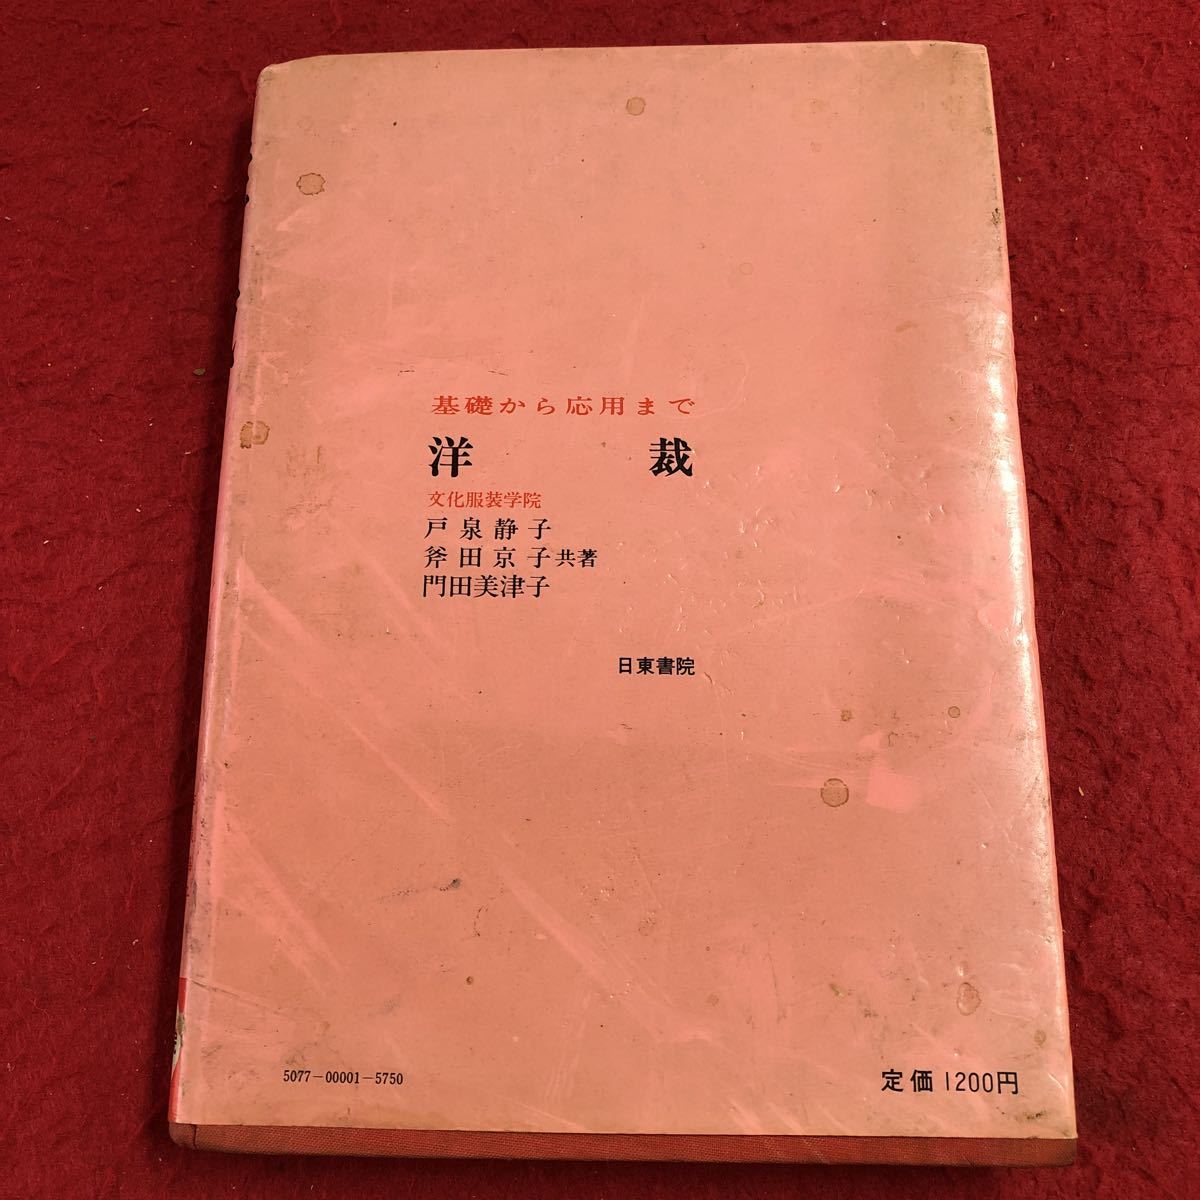 基礎から応用まで
洋裁
文化服装学院
戸泉静子
斧田京子共著
門田美津子
日東書院
5077-00001-5750
定価1200円